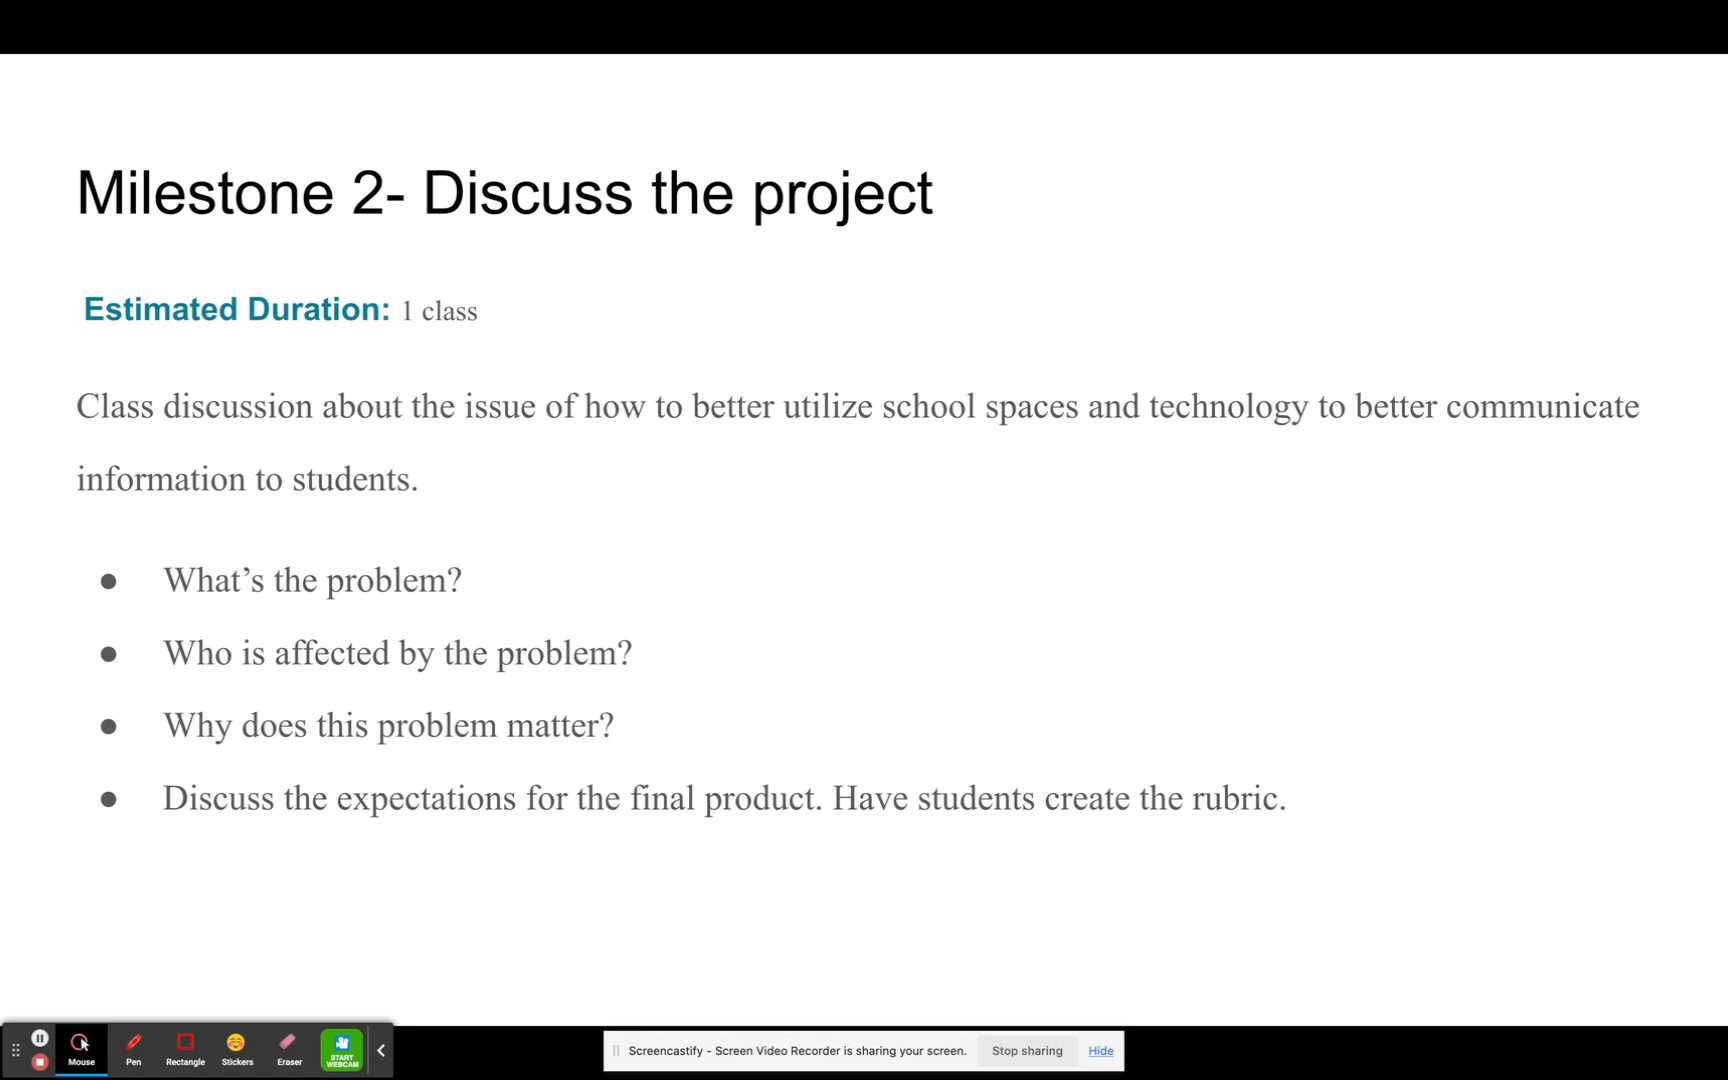 Milestone 2- Discuss the project
Estimated Duration: 1 class
Class discussion about the issue of how to better utilize school spaces and technology to better communicate
information to students.
● What’s the problem?
● Who is affected by the problem?
● Why does this problem matter?
● Discuss the expectations for the final product. Have students create the rubric.
Mouse Pen Rectangle Stickers Eraser START WEBCAM
Screencastify - Screen Video Recorder is sharing your screen. Stop sharing Hide